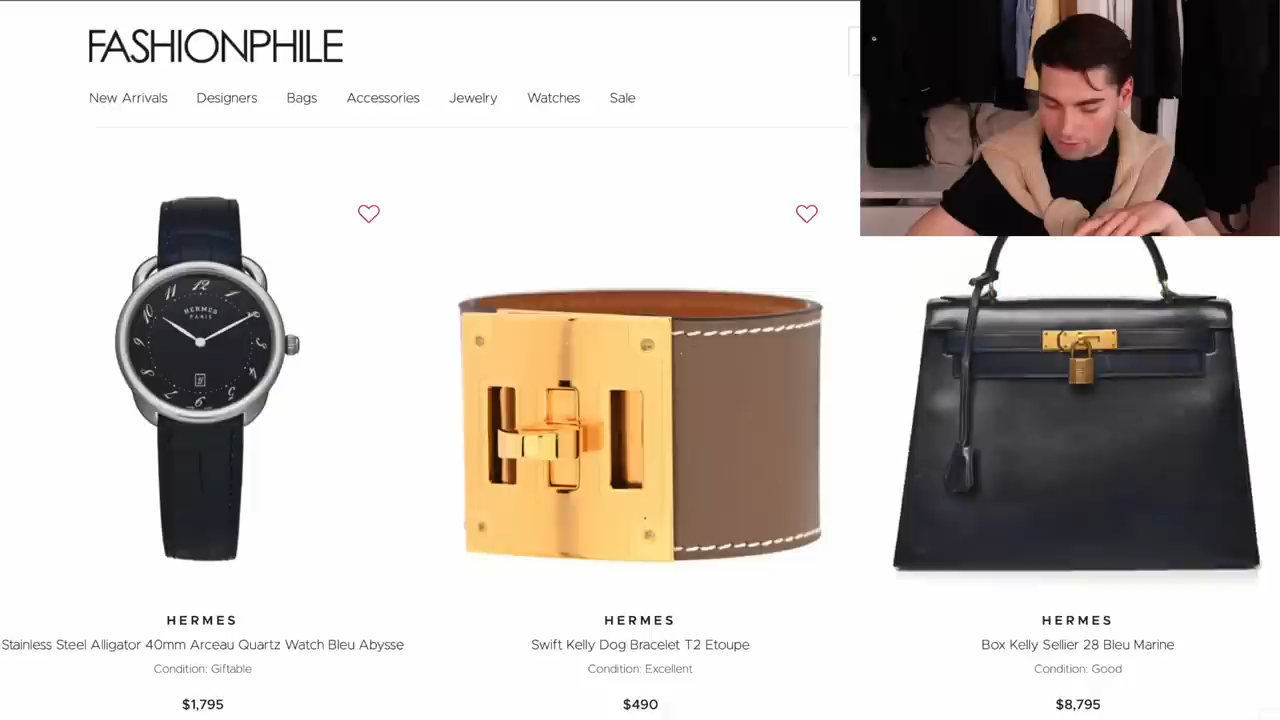 FASHIONPHILE
New Arrivals Designers Bags Accessories Jewelry Watches Sale
HERMES
PARIS
HERMES HERMES HERMES
Stainless Steel Alligator 40mm Arceau Quartz Watch Bleu Abysse Swift Kelly Dog Bracelet T2 Etoupe Box Kelly Sellier 28 Bleu Marine
Condition: Giftable Condition: Excellent Condition: Good
$1,795 $490 $8,795